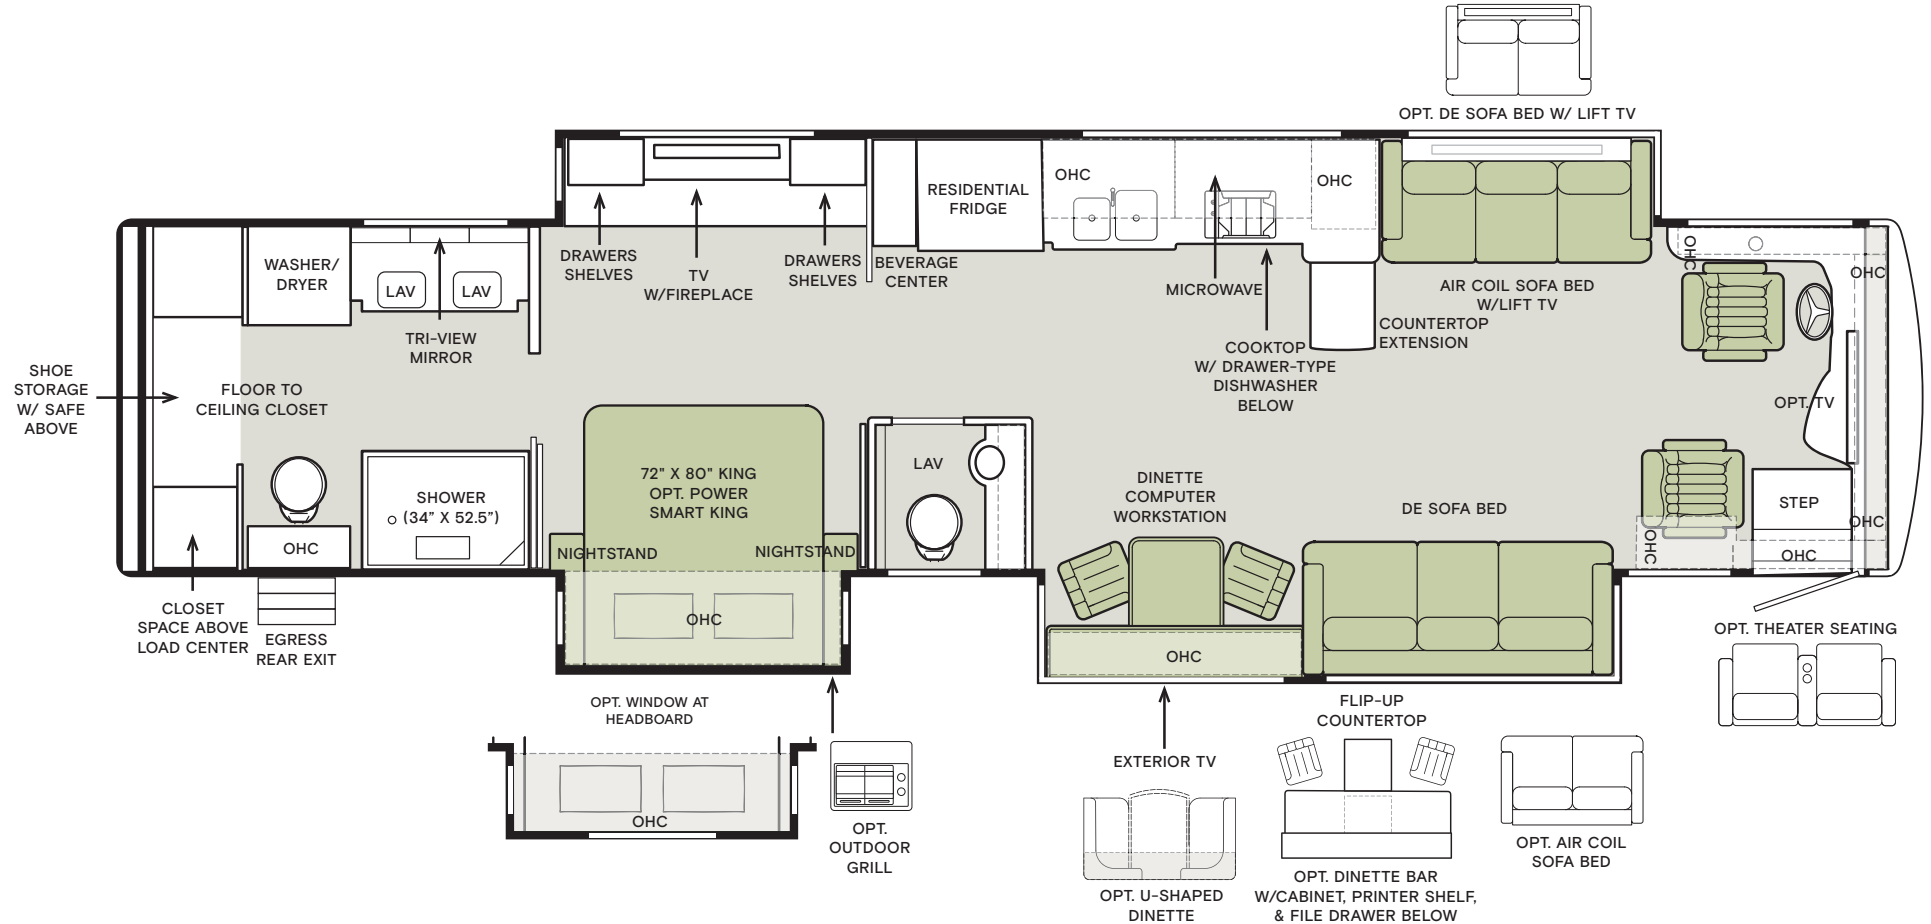 OPT. DE SOFA BED W/ LIFT TV
RESIDENTIAL
FRIDGE
OHC
OHC
DRAWERS
SHELVES
TV
W/FIREPLACE
DRAWERS
SHELVES
BEVERAGE
CENTER
MICROWAVE
COOKTOP
W/ DRAWER-TYPE
DISHWASHER
BELOW
COUNTERTOP
EXTENSION
AIR COIL SOFA BED
W/LIFT TV
OHC
OHC
WASHER/
DRYER
LAV
LAV
TRI-VIEW
MIRROR
SHOE
STORAGE
W/ SAFE
ABOVE
FLOOR TO
CEILING CLOSET
OPT. TV
SHOWER
(34" X 52.5")
OHC
72" X 80" KING
OPT. POWER
SMART KING
NIGHTSTAND
NIGHTSTAND
OHC
LAV
DINETTE
COMPUTER
WORKSTATION
DE SOFA BED
STEP
OHC
OHC
OHC
OHC
CLOSET
SPACE ABOVE
LOAD CENTER
EGRESS
REAR EXIT
OPT. WINDOW AT
HEADBOARD
OHC
OPT.
OUTDOOR
GRILL
EXTERIOR TV
OPT. U-SHAPED
DINETTE
FLIP-UP
COUNTERTOP
OPT. DINETTE BAR
W/CABINET, PRINTER SHELF,
& FILE DRAWER BELOW
OPT. AIR COIL
SOFA BED
OPT. THEATER SEATING